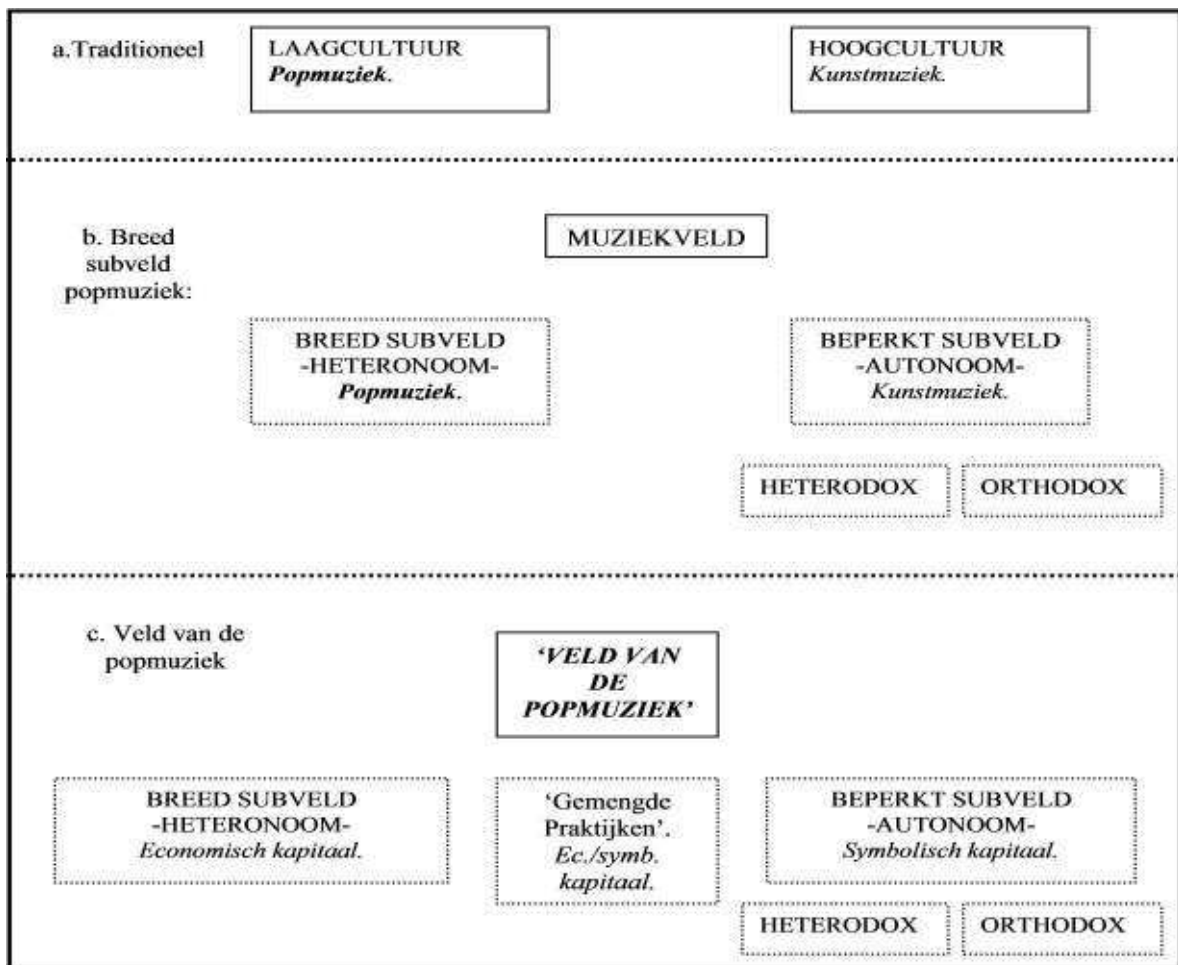 a.Traditioneel
LAAGCULTUUR
Popmuziek.
HOOGCULTUUR
Kunstmuziek.
b. Breed
subveld
popmuziek:
MUZIEKVELD
BREED SUBVELD
-HETERONOOM-
Popmuziek.
BEPERKT SUBVELD
-AUTONOOM-
Kunstmuziek.
HETERODOX
ORTHODOX
c. Veld van de
popmuziek
‘VELD VAN
DE
POPMUZIEK’
BREED SUBVELD
-HETERONOOM-
Economisch kapitaal.
‘Gemengde
Praktijken’.
Ec./symb.
kapitaal.
BEPERKT SUBVELD
-AUTONOOM-
Symbolisch kapitaal.
HETERODOX
ORTHODOX